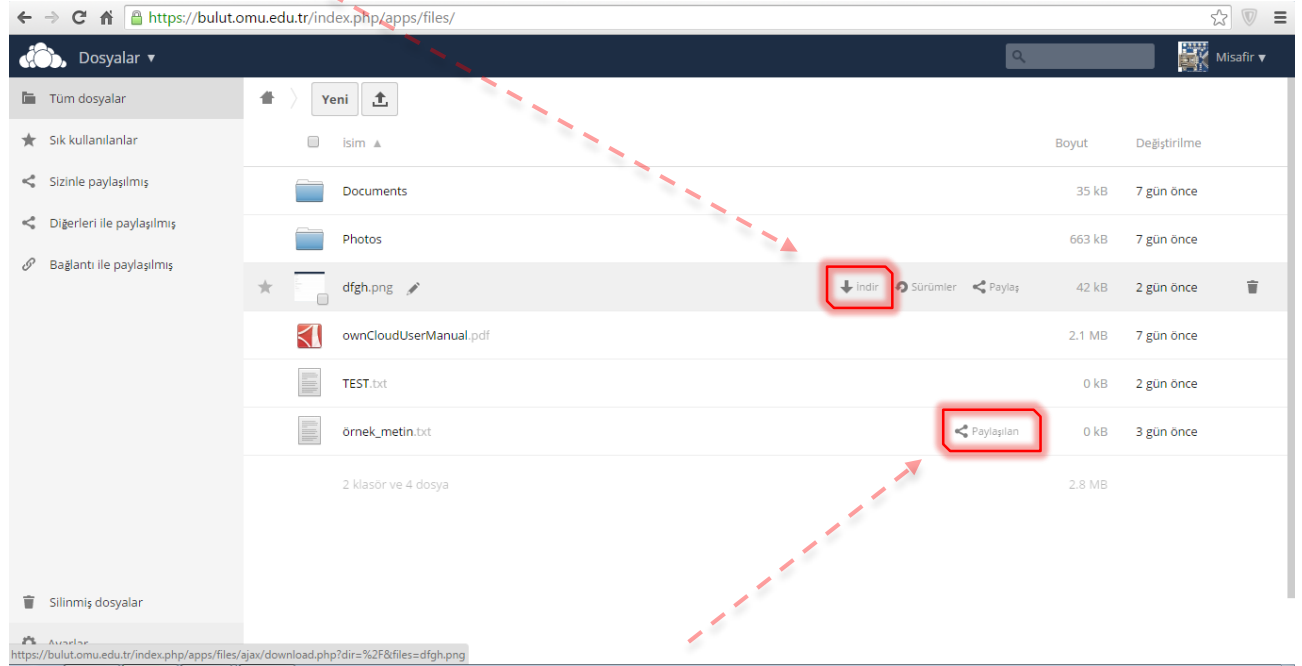 https://bulut.omu.edu.tr/index.php/apps/files/
Dosyalar ▾ Misafir ▾
Tüm dosyalar
Sık kullanılanlar
Sizinle paylaşılmış
Diğerleri ile paylaşılmış
Bağlantı ile paylaşılmış
Yeni
İsim ▲ Boyut Değiştirilme
Documents 35 kB 7 gün önce
Photos 663 kB 7 gün önce
dfgh.png İndir Sürümler Paylaş 42 kB 2 gün önce
ownCloudUserManual.pdf 2.1 MB 7 gün önce
TEST.txt 0 kB 2 gün önce
örnek_metin.txt Paylaşılan 0 kB 3 gün önce
2 klasör ve 4 dosya 2.8 MB
Silinmiş dosyalar
Ayarlar
https://bulut.omu.edu.tr/index.php/apps/files/ajax/download.php?dir=%2F&files=dfgh.png